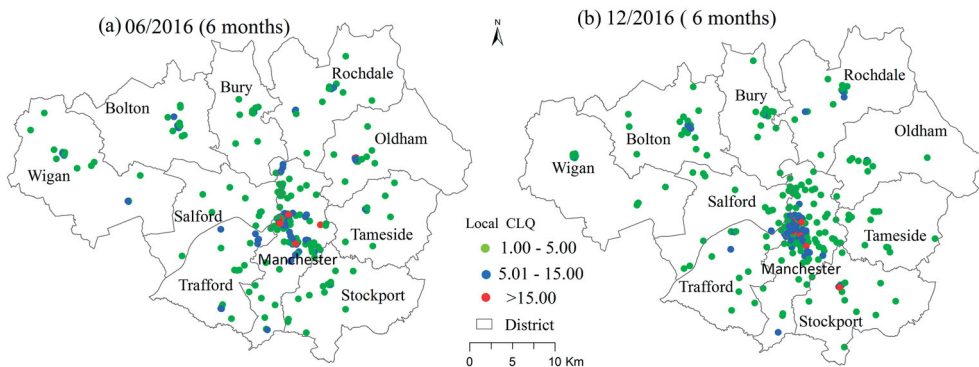 (a) 06/2016 (6 months)
Rochdale
Bury
Bolton
Oldham
Wigan
Salford
Tameside
Manchester
Trafford
Stockport
N
Local CLQ
1.00 - 5.00
5.01 - 15.00
>15.00
District
0 5 10 Km
(b) 12/2016 ( 6 months)
Rochdale
Bury
Bolton
Oldham
Wigan
Salford
Tameside
Manchester
Trafford
Stockport